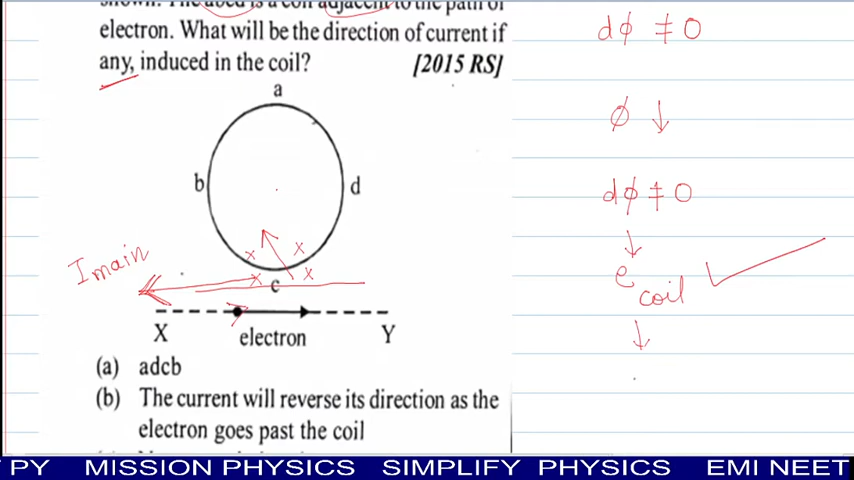 shown. The abcd is a coil adjacent to the path of
electron. What will be the direction of current if
any, induced in the coil? [2015 RS]
a
b
d
c
I main
x x
x x
X electron Y
(a) adcb
(b) The current will reverse its direction as the
electron goes past the coil
dϕ ≠ 0
ϕ ↓
dϕ ≠ 0
↓
e coil
↓
PY MISSION PHYSICS SIMPLIFY PHYSICS EMI NEET